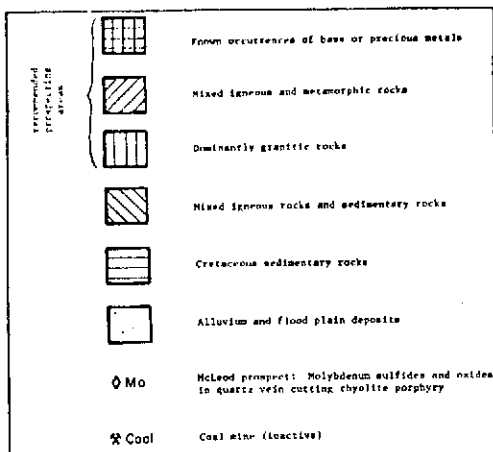 recommended
prospecting
areas
Known occurrences of base or precious metals
Mixed igneous and metamorphic rocks
Dominantly granitic rocks
Mixed igneous rocks and sedimentary rocks
Cretaceous sedimentary rocks
Alluvium and flood plain deposits
Mo
McLeod prospect: Molybdenum sulfides and oxides
in quartz vein cutting rhyolite porphyry
Coal
Coal mine (inactive)